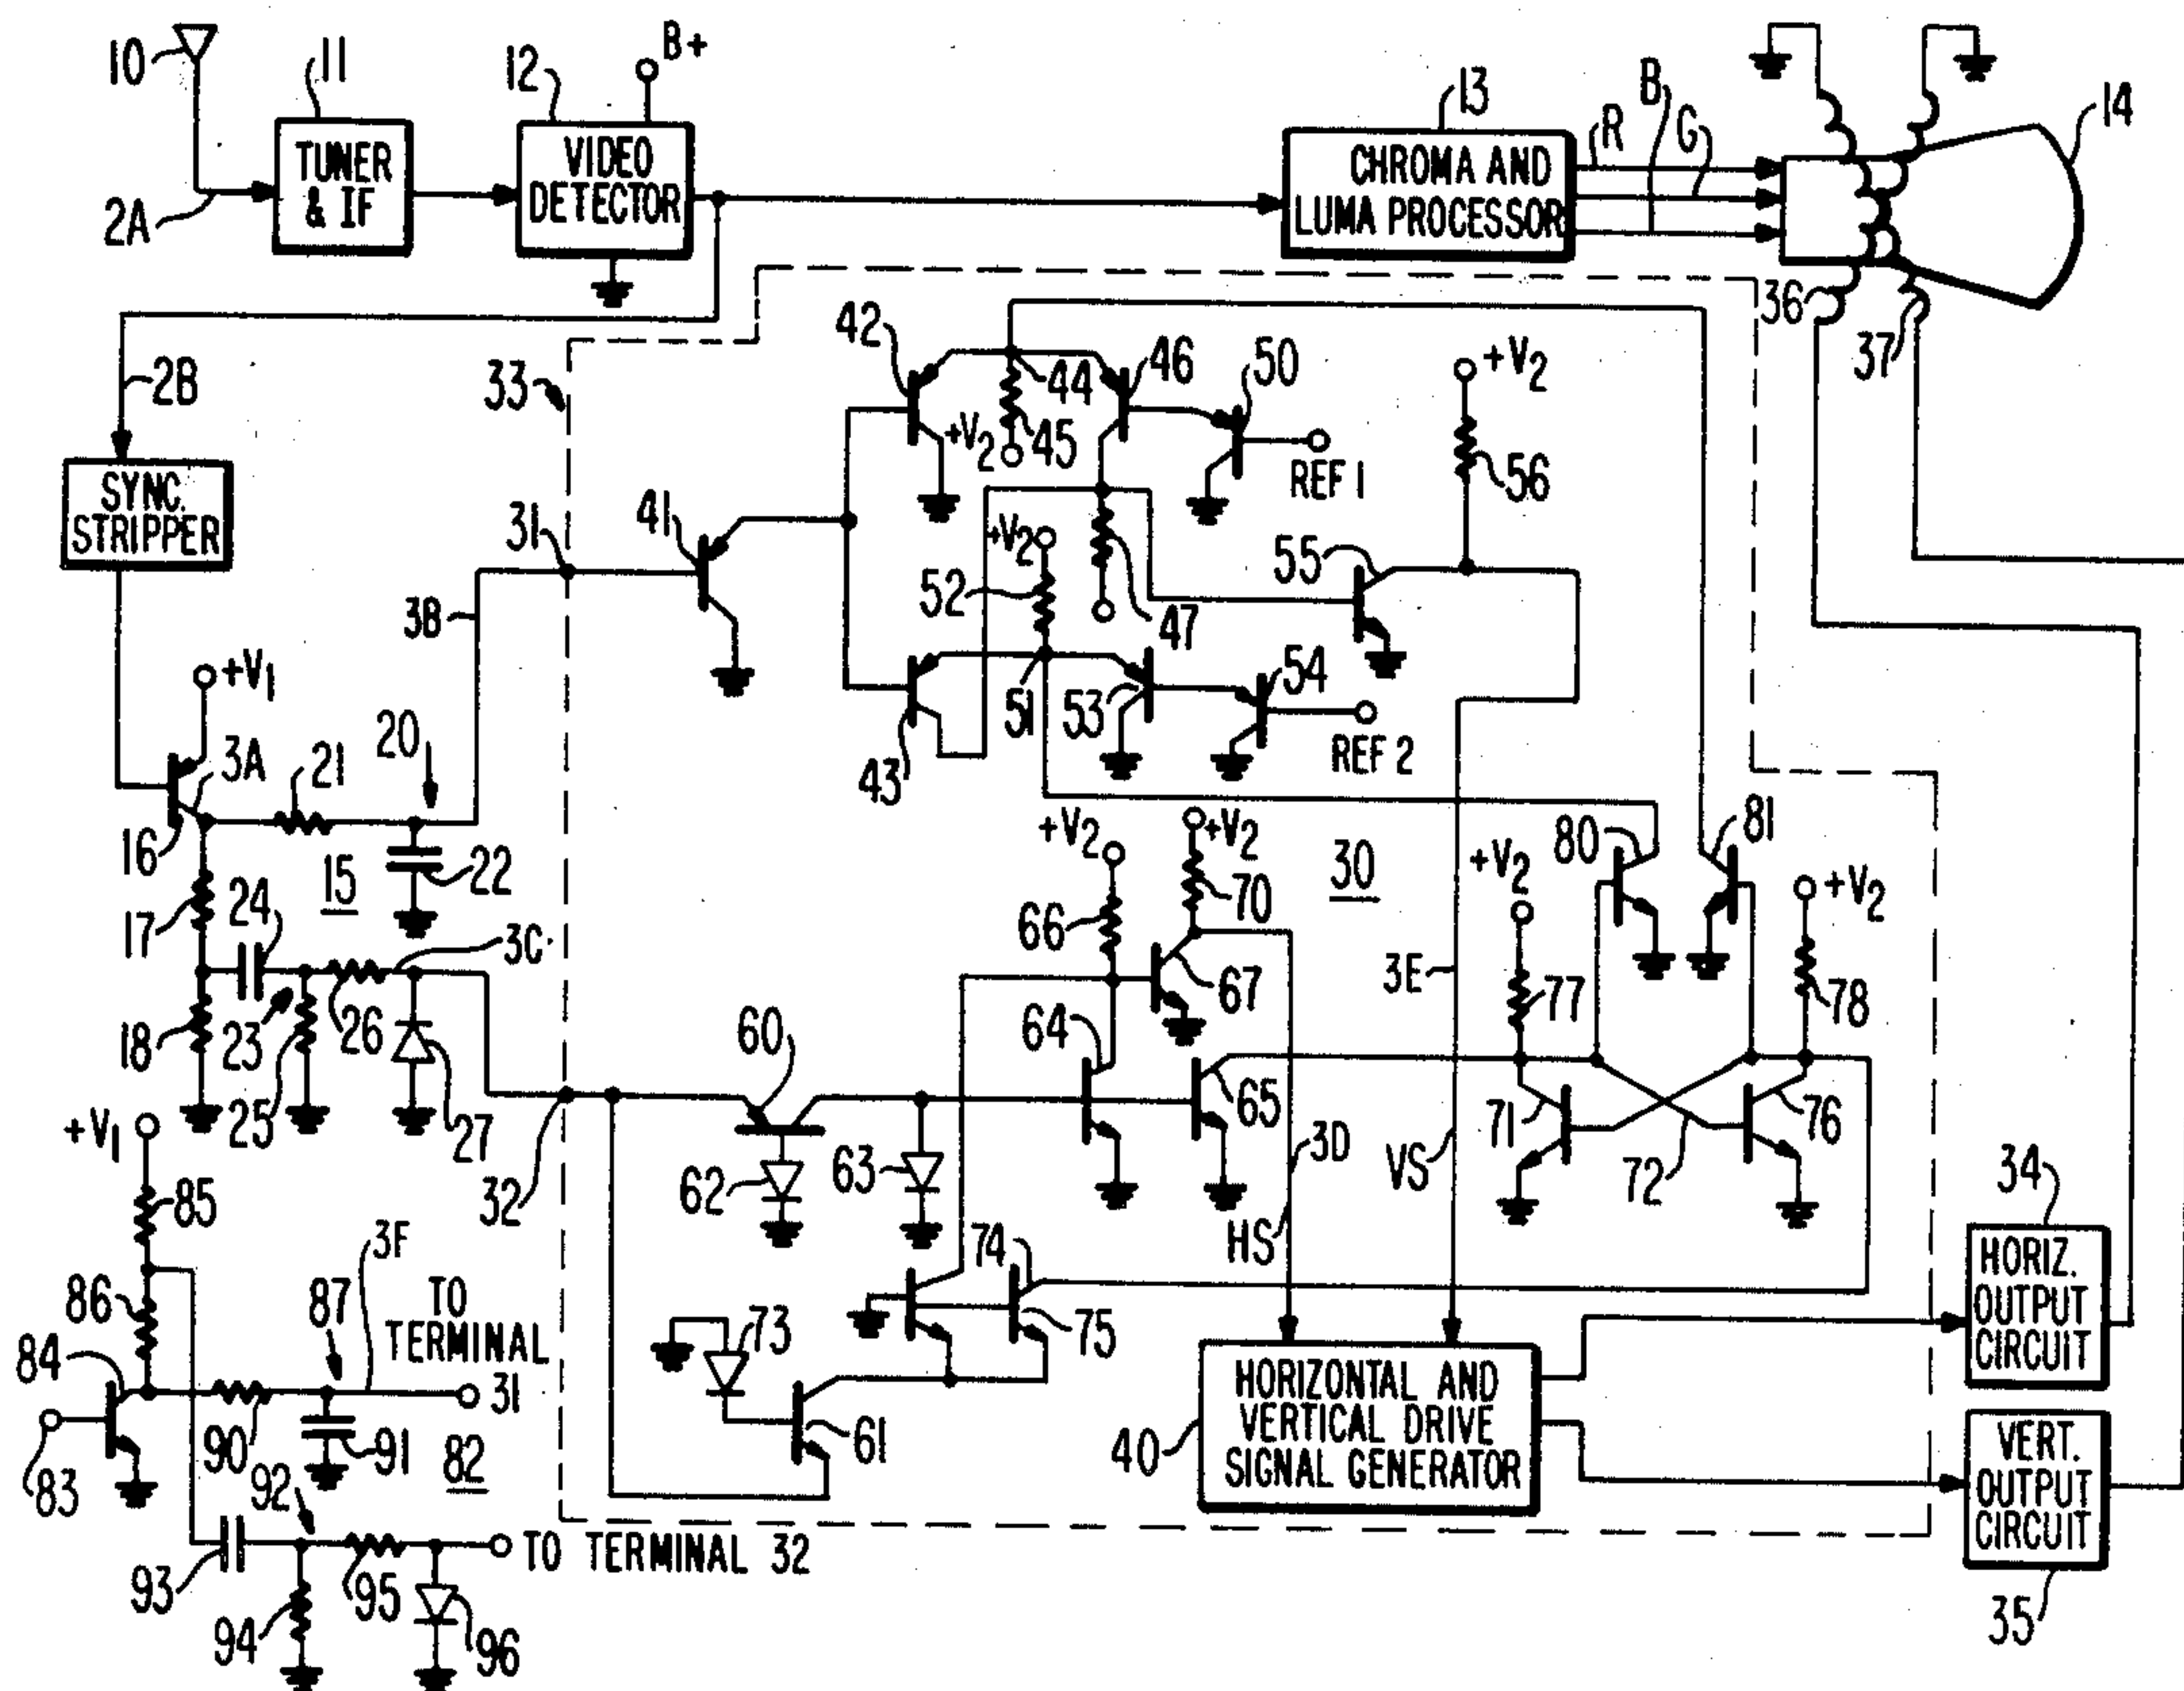 10
11
12
B+
13
R
B
G
14
2A
TUNER
& IF
VIDEO
DETECTOR
CHROMA AND
LUMA PROCESSOR
36
37
2B
33
42
44
46
50
+V2
+V2
45
REF 1
56
SYNC.
STRIPPER
31
41
+V2
52
55
47
3B
+V1
51
53
54
REF 2
43
3A
21
20
16
15
22
+V2
+V2
30
80
81
+V2
+V2
17
24
66
70
3C
67
3E
77
78
18
23
26
25
27
60
64
65
71
76
72
+V1
32
62
63
3D
VS
HS
34
85
3F
74
HORIZ.
OUTPUT
CIRCUIT
86
87
TO
TERMINAL
31
73
75
84
HORIZONTAL AND
VERTICAL DRIVE
SIGNAL GENERATOR
40
61
83
90
91
82
92
VERT.
OUTPUT
CIRCUIT
93
94
95
96
TO TERMINAL 32
35